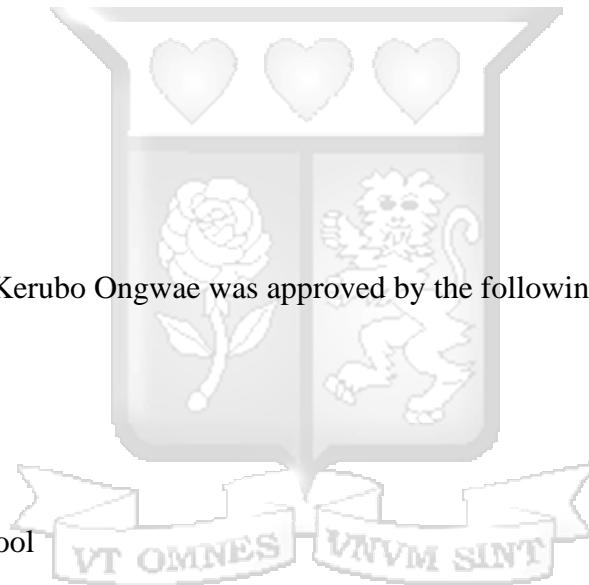 Kerubo Ongwae was approved by the followin
ool
VT OMNES VNVM SINT